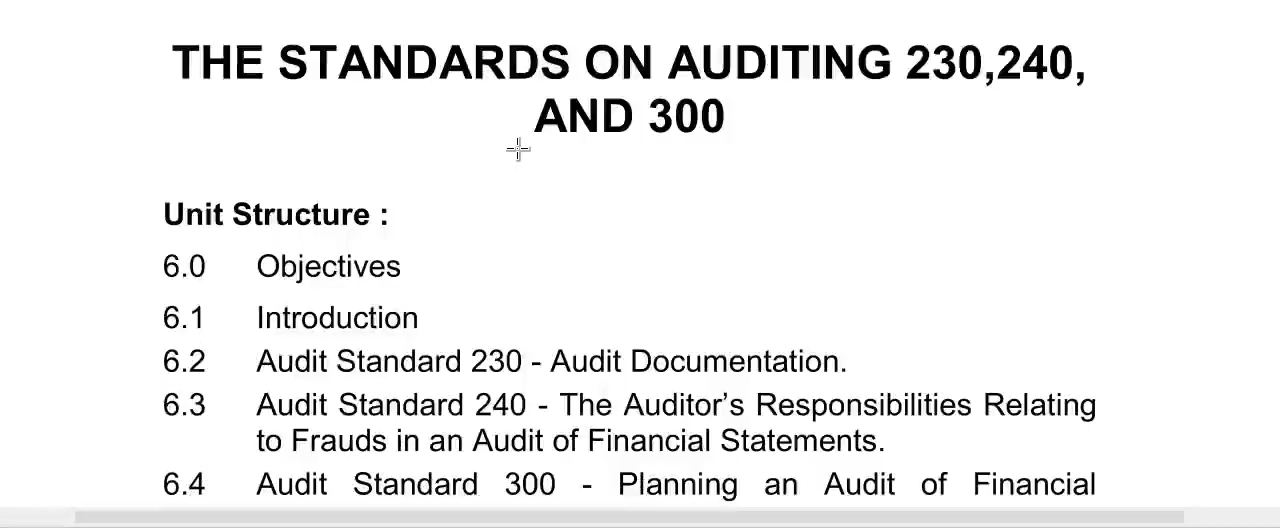 THE STANDARDS ON AUDITING 230,240,
AND 300
Unit Structure :
6.0 Objectives
6.1 Introduction
6.2 Audit Standard 230 - Audit Documentation.
6.3 Audit Standard 240 - The Auditor’s Responsibilities Relating
to Frauds in an Audit of Financial Statements.
6.4 Audit Standard 300 - Planning an Audit of Financial